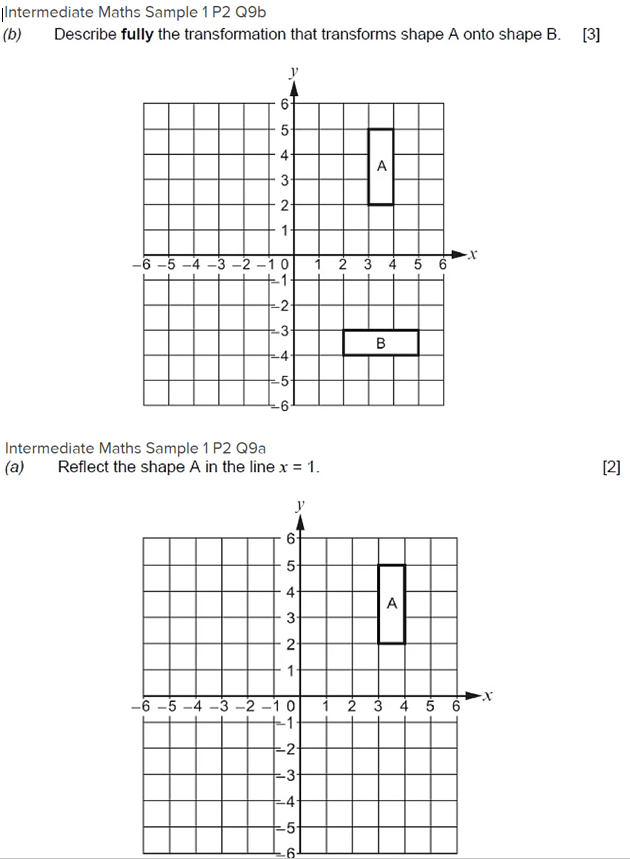 Intermediate Maths Sample 1 P2 Q9b
(b) Describe fully the transformation that transforms shape A onto shape B. [3]
y
6
5
4
A
3
2
1
–6 –5 –4 –3 –2 –1 0 1 2 3 4 5 6 x
–1
–2
–3
B
–4
–5
–6
Intermediate Maths Sample 1 P2 Q9a
(a) Reflect the shape A in the line x = 1. [2]
y
6
5
4
A
3
2
1
–6 –5 –4 –3 –2 –1 0 1 2 3 4 5 6 x
–1
–2
–3
–4
–5
–6